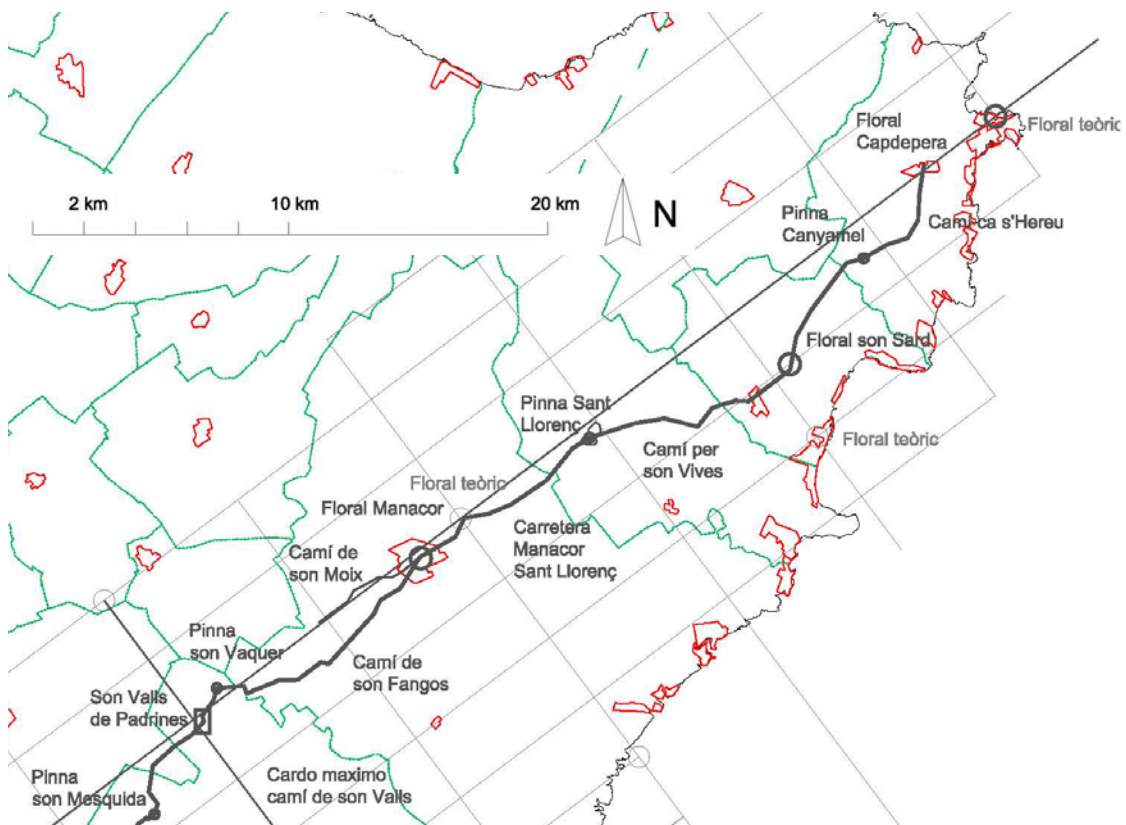 Floral
Capdepera
Floral teòric
2 km
10 km
20 km
N
Pinna
Canyamel
Camí ca s'Hereu
Floral son Sard
Pinna Sant
Llorenç
Camí per
son Vives
Floral teòric
Floral teòric
Floral Manacor
Carretera
Manacor
Sant Llorenç
Camí de
son Moix
Pinna
son Vaquer
Camí de
son Fangos
Son Valls
de Padrines
Pinna
son Mesquida
Cardo maximo
camí de son Valls